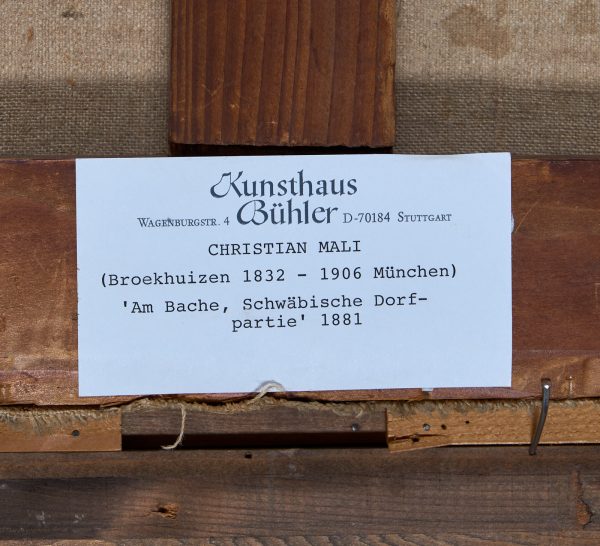 Kunsthaus
WAGENBURGSTR. 4 Bühler D-70184 STUTTGART
CHRISTIAN MALI
(Broekhuizen 1832 - 1906 München)
'Am Bache, Schwäbische Dorf-
partie' 1881